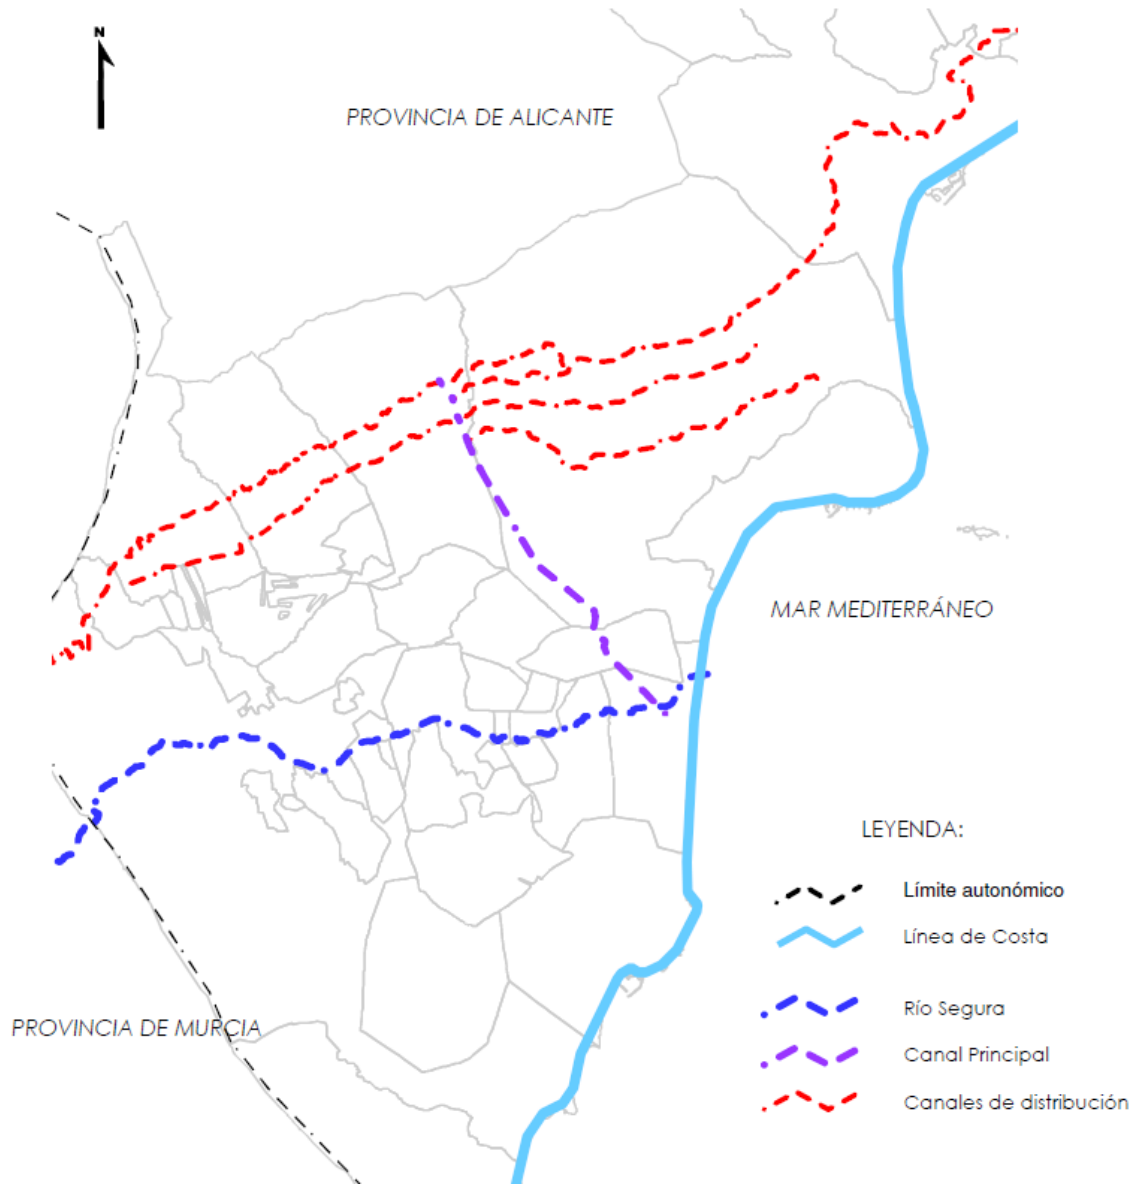 N
PROVINCIA DE ALICANTE
MAR MEDITERRÁNEO
LEYENDA:
Límite autonómico
Línea de Costa
Río Segura
PROVINCIA DE MURCIA
Canal Principal
Canales de distribución